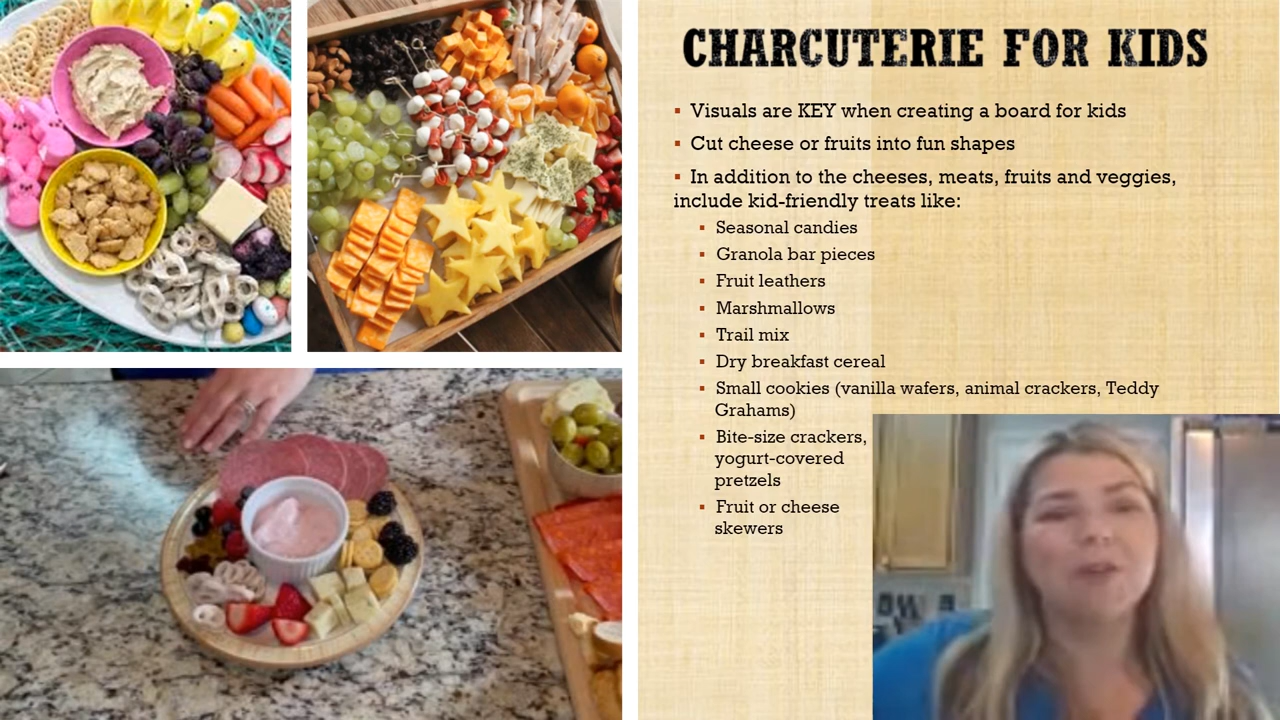 CHARCUTERIE FOR KIDS
▪ Visuals are KEY when creating a board for kids
▪ Cut cheese or fruits into fun shapes
▪ In addition to the cheeses, meats, fruits and veggies,
include kid-friendly treats like:
▪ Seasonal candies
▪ Granola bar pieces
▪ Fruit leathers
▪ Marshmallows
▪ Trail mix
▪ Dry breakfast cereal
▪ Small cookies (vanilla wafers, animal crackers, Teddy
Grahams)
▪ Bite-size crackers,
yogurt-covered
pretzels
▪ Fruit or cheese
skewers